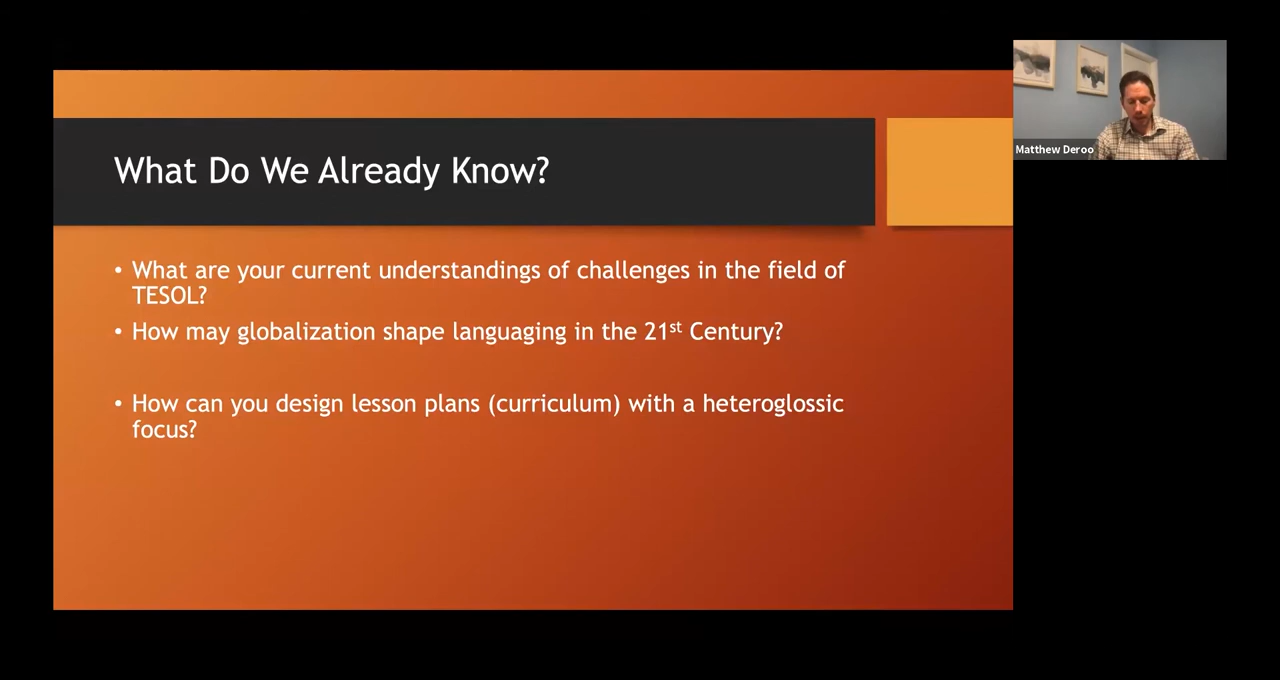 What Do We Already Know?
• What are your current understandings of challenges in the field of
TESOL?
• How may globalization shape languaging in the 21st Century?
• How can you design lesson plans (curriculum) with a heteroglossic
focus?
Matthew Deroo